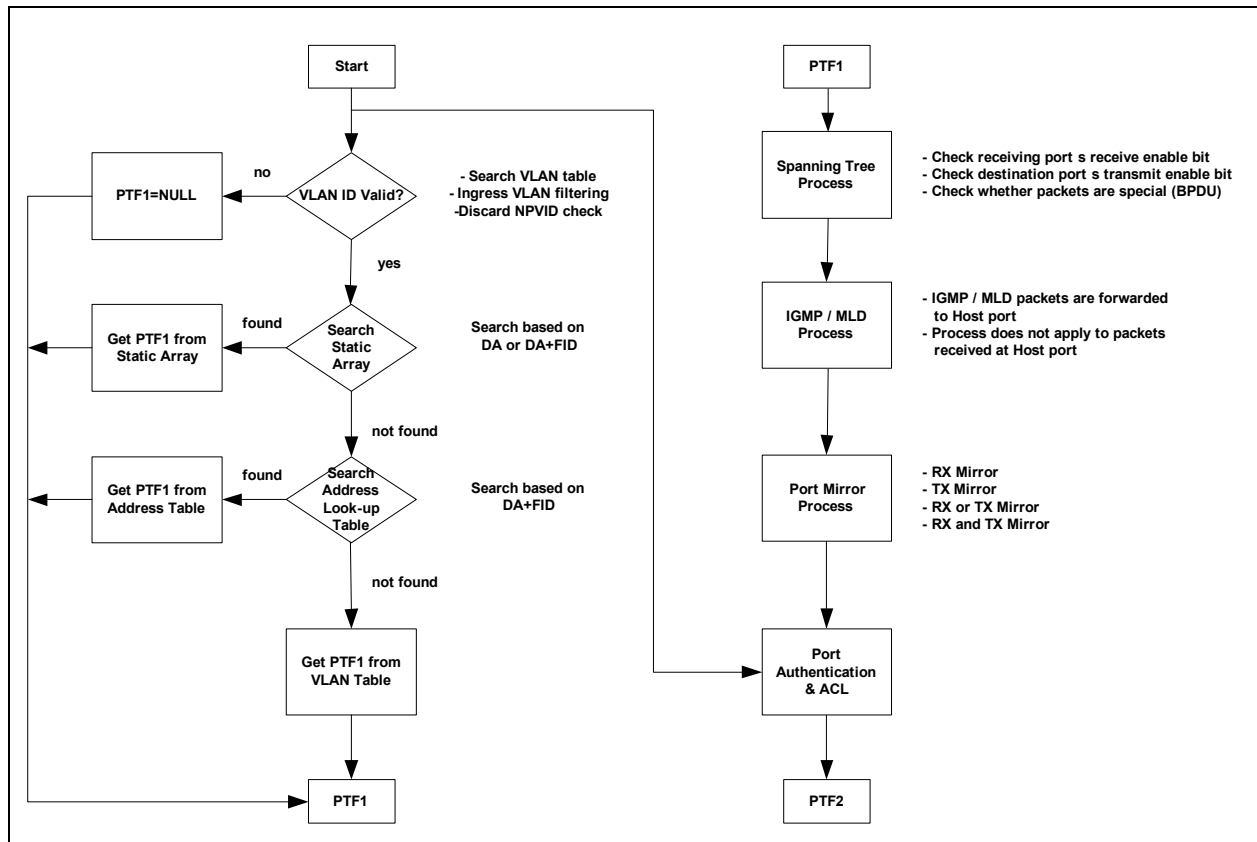 Start
no
PTF1=NULL
VLAN ID Valid?
- Search VLAN table
- Ingress VLAN filtering
-Discard NPVID check
yes
found
Get PTF1 from
Static Array
Search
Static
Array
Search based on
DA or DA+FID
not found
found
Get PTF1 from
Address Table
Search
Address
Look-up
Table
Search based on
DA+FID
not found
Get PTF1 from
VLAN Table
PTF1
PTF1
Spanning Tree
Process
- Check receiving port s receive enable bit
- Check destination port s transmit enable bit
- Check whether packets are special (BPDU)
IGMP / MLD
Process
- IGMP / MLD packets are forwarded
to Host port
- Process does not apply to packets
received at Host port
Port Mirror
Process
- RX Mirror
- TX Mirror
- RX or TX Mirror
- RX and TX Mirror
Port
Authentication
& ACL
PTF2